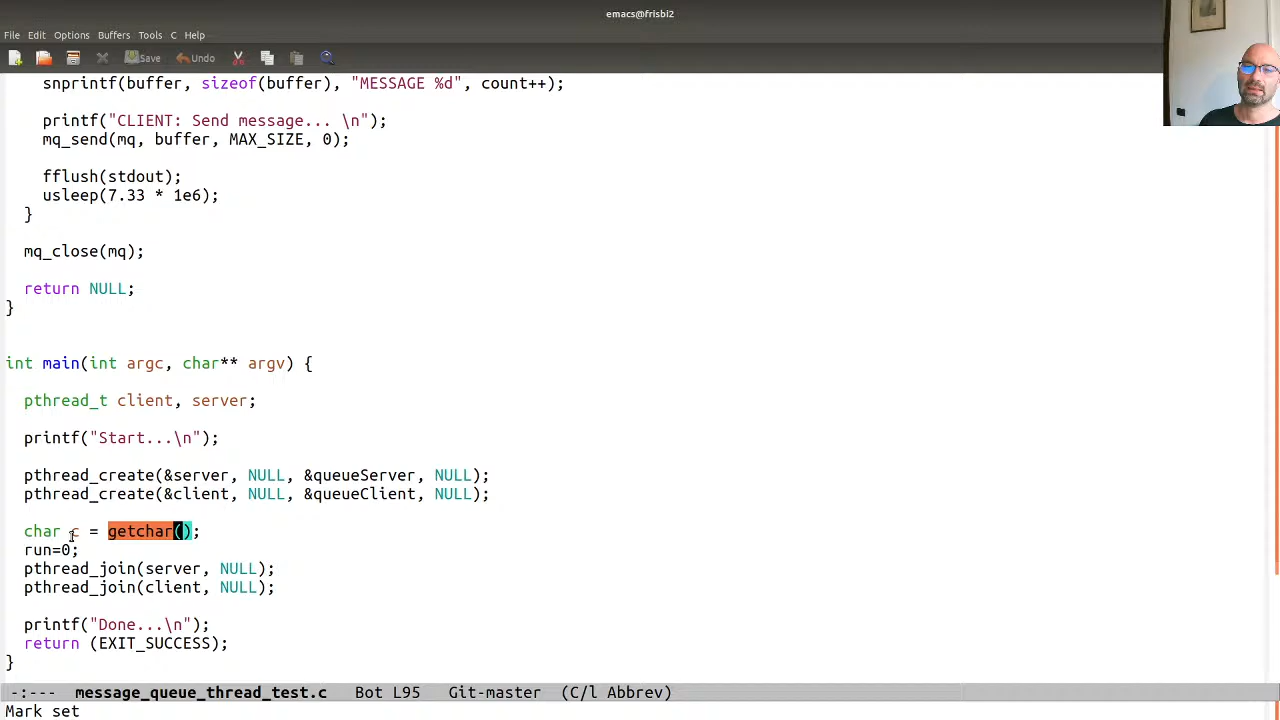 emacs@frisbi2
File Edit Options Buffers Tools C Help
Save Undo
snprintf(buffer, sizeof(buffer), "MESSAGE %d", count++);
printf("CLIENT: Send message... \n");
mq_send(mq, buffer, MAX_SIZE, 0);
fflush(stdout);
usleep(7.33 * 1e6);
}
mq_close(mq);
return NULL;
}
int main(int argc, char** argv) {
pthread_t client, server;
printf("Start...\n");
pthread_create(&server, NULL, &queueServer, NULL);
pthread_create(&client, NULL, &queueClient, NULL);
char c = getchar();
run=0;
pthread_join(server, NULL);
pthread_join(client, NULL);
printf("Done...\n");
return (EXIT_SUCCESS);
}
-:--- message_queue_thread_test.c Bot L95 Git-master (C/l Abbrev)
Mark set